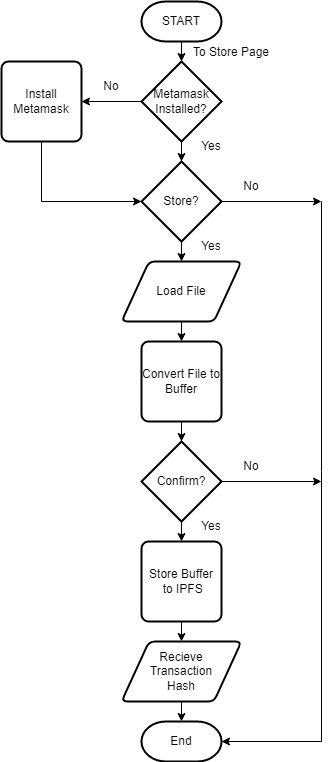 START
To Store Page
Install
Metamask
No
Metamask
Installed?
Yes
Store?
No
Yes
Load File
Convert File to
Buffer
Confirm?
No
Yes
Store Buffer
to IPFS
Recieve
Transaction
Hash
End